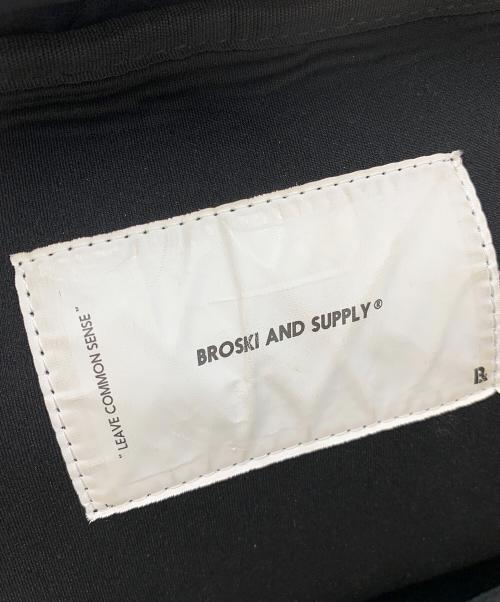 " LEAVE COMMON SENSE "
BROSKI AND SUPPLY®
B